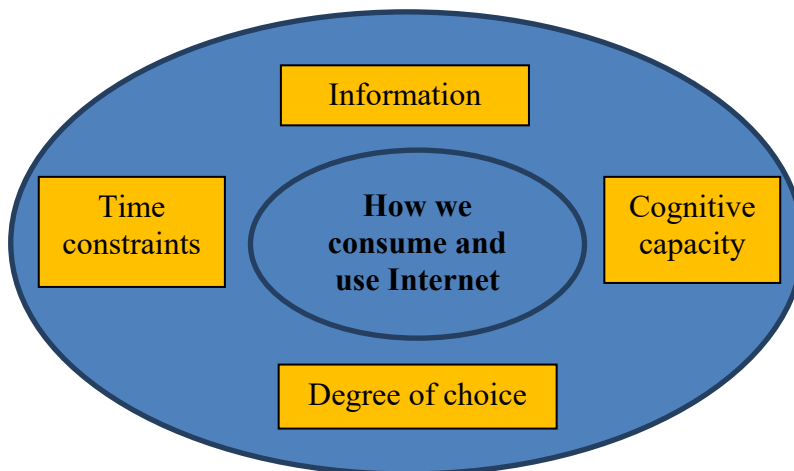 Information
Time
constraints
How we
consume and
use Internet
Cognitive
capacity
Degree of choice